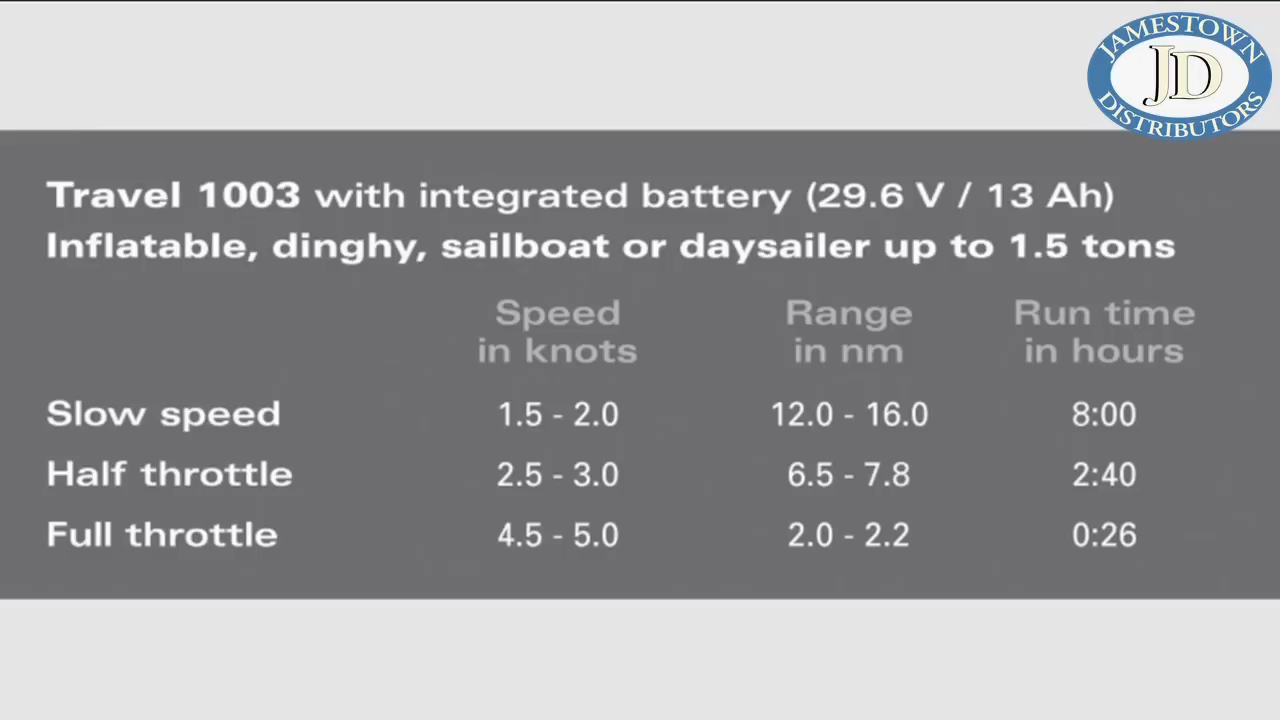 JAMESTOWN
JD
DISTRIBUTORS
Travel 1003 with integrated battery (29.6 V / 13 Ah)
Inflatable, dinghy, sailboat or daysailer up to 1.5 tons
Speed in knots Range in nm Run time in hours
Slow speed 1.5 - 2.0 12.0 - 16.0 8:00
Half throttle 2.5 - 3.0 6.5 - 7.8 2:40
Full throttle 4.5 - 5.0 2.0 - 2.2 0:26